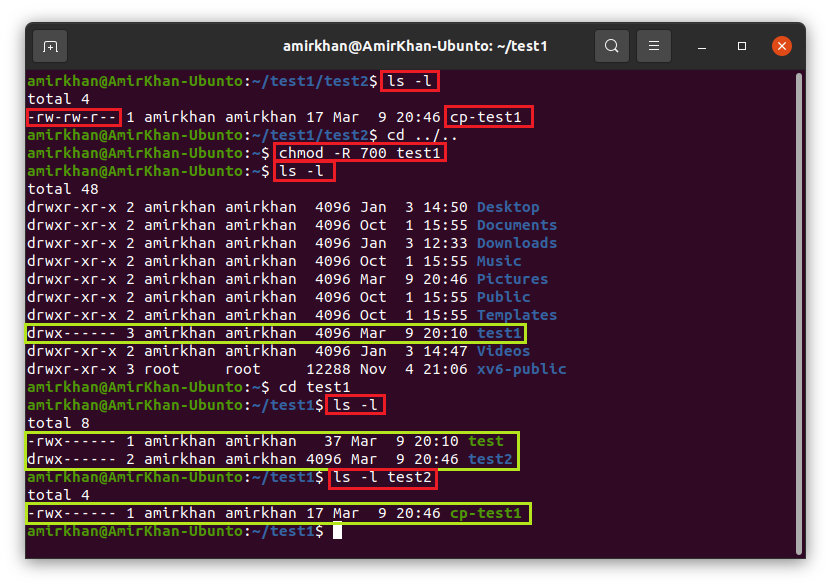 amirkhan@AmirKhan-Ubunto: ~/test1
amirkhan@AmirKhan-Ubunto:~/test1/test2$ ls -l
total 4
-rw-rw-r-- 1 amirkhan amirkhan 17 Mar  9 20:46 cp-test1
amirkhan@AmirKhan-Ubunto:~/test1/test2$ cd ../..
amirkhan@AmirKhan-Ubunto:~$ chmod -R 700 test1
amirkhan@AmirKhan-Ubunto:~$ ls -l
total 48
drwxr-xr-x 2 amirkhan amirkhan  4096 Jan  3 14:50 Desktop
drwxr-xr-x 2 amirkhan amirkhan  4096 Oct  1 15:55 Documents
drwxr-xr-x 2 amirkhan amirkhan  4096 Jan  3 12:33 Downloads
drwxr-xr-x 2 amirkhan amirkhan  4096 Oct  1 15:55 Music
drwxr-xr-x 2 amirkhan amirkhan  4096 Mar  9 20:46 Pictures
drwxr-xr-x 2 amirkhan amirkhan  4096 Oct  1 15:55 Public
drwxr-xr-x 2 amirkhan amirkhan  4096 Oct  1 15:55 Templates
drwx------ 3 amirkhan amirkhan  4096 Mar  9 20:10 test1
drwxr-xr-x 2 amirkhan amirkhan  4096 Jan  3 14:47 Videos
drwxr-xr-x 3 root     root     12288 Nov  4 21:06 xv6-public
amirkhan@AmirKhan-Ubunto:~$ cd test1
amirkhan@AmirKhan-Ubunto:~/test1$ ls -l
total 8
-rwx------ 1 amirkhan amirkhan   37 Mar  9 20:10 test
drwx------ 2 amirkhan amirkhan 4096 Mar  9 20:46 test2
amirkhan@AmirKhan-Ubunto:~/test1$ ls -l test2
total 4
-rwx------ 1 amirkhan amirkhan 17 Mar  9 20:46 cp-test1
amirkhan@AmirKhan-Ubunto:~/test1$